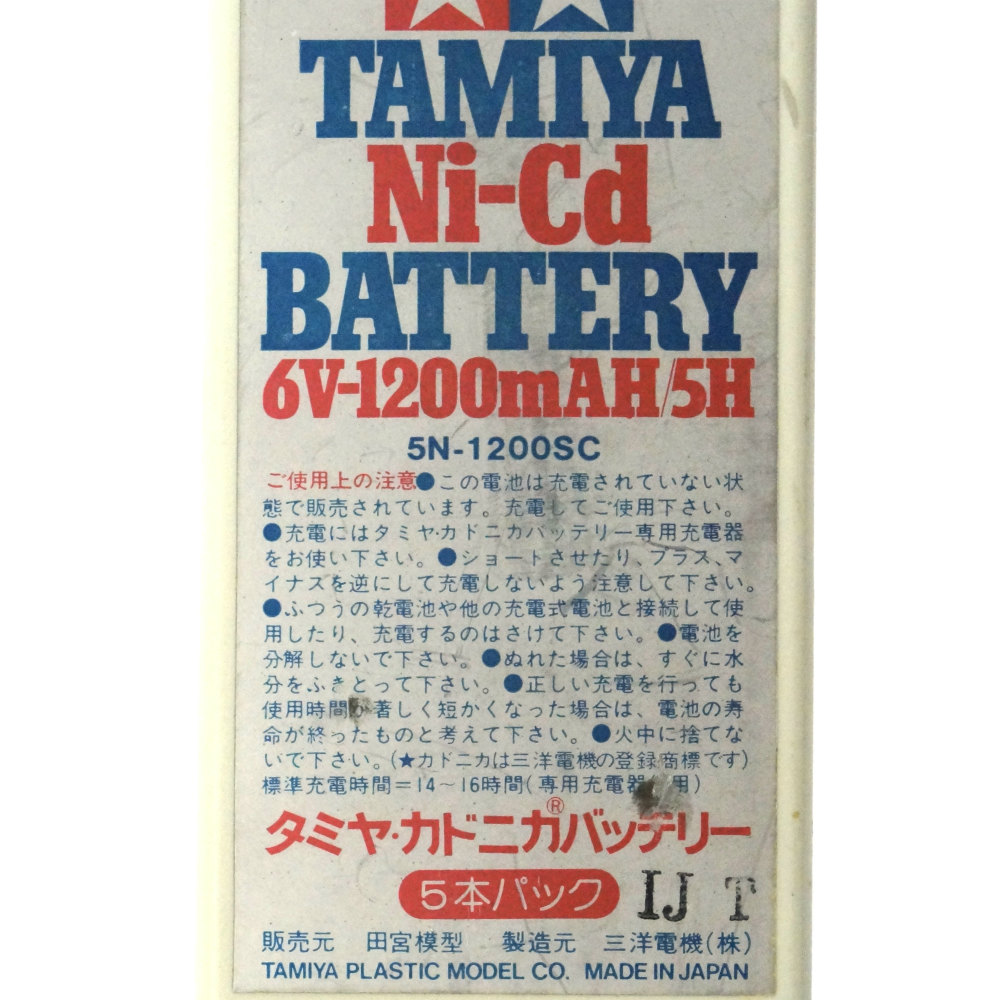 TAMIYA
Ni-Cd
BATTERY
6V-1200mAH/5H
5N-1200SC
ご使用上の注意●この電池は充電されていない状
態で販売されています。充電してご使用下さい。
●充電にはタミヤ・カドニカバッテリー専用充電器
をお使い下さい。●ショートさせたり、プラス、マ
イナスを逆にして充電しないよう注意して下さい。
●ふつうの乾電池や他の充電式電池と接続して使
用したり、充電するのはさけて下さい。●電池を
分解しないで下さい。●ぬれた場合は、すぐに水
分をふきとって下さい。●正しい充電を行っても
使用時間が著しく短かくなった場合は、電池の寿
命が終ったものと考えて下さい。●火中に捨てな
いで下さい。(★カドニカは三洋電機の登録商標です)
標準充電時間=14~16時間(専用充電器 用)
タミヤ・カドニカ®バッテリー
5本パック IJ T
販売元 田宮模型 製造元 三洋電機(株)
TAMIYA PLASTIC MODEL CO. MADE IN JAPAN